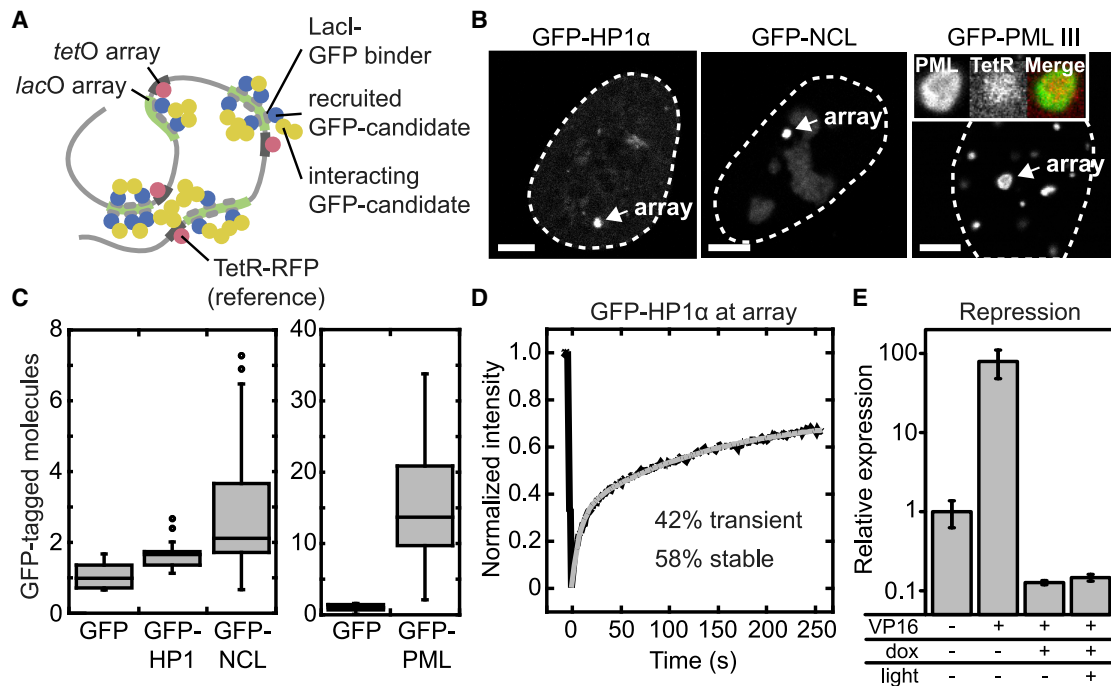 A
tetO array
lacO array
LacI-
GFP binder
recruited
GFP-candidate
interacting
GFP-candidate
TetR-RFP
(reference)
B
GFP-HP1α
GFP-NCL
GFP-PML III
array
array
PML
TetR
Merge
array
C
GFP-tagged molecules
8
6
4
2
0
GFP
GFP-
HP1
GFP-
NCL
40
30
20
10
0
GFP
GFP-
PML
D
GFP-HP1α at array
Normalized intensity
1.0
0.8
0.6
0.4
0.2
0
42% transient
58% stable
0
50
100
150
200
250
Time (s)
E
Repression
Relative expression
100
10
1
0.1
VP16 - + + +
dox - - + +
light - - - +